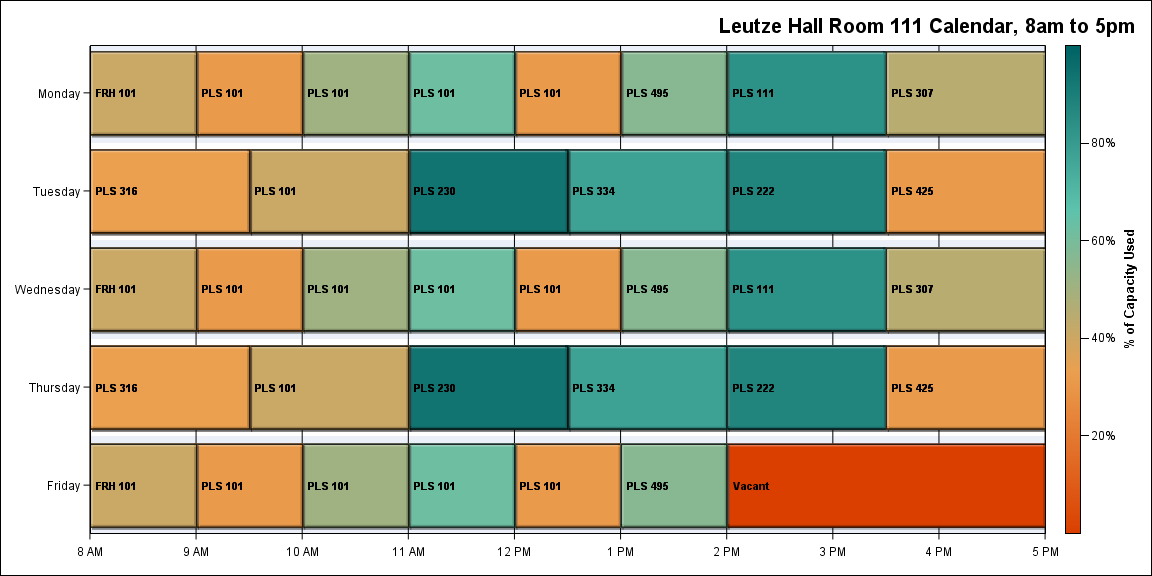 Leutze Hall Room 111 Calendar, 8am to 5pm
Monday
FRH 101
PLS 101
PLS 101
PLS 101
PLS 101
PLS 495
PLS 111
PLS 307
Tuesday
PLS 316
PLS 101
PLS 230
PLS 334
PLS 222
PLS 425
Wednesday
FRH 101
PLS 101
PLS 101
PLS 101
PLS 101
PLS 495
PLS 111
PLS 307
Thursday
PLS 316
PLS 101
PLS 230
PLS 334
PLS 222
PLS 425
Friday
FRH 101
PLS 101
PLS 101
PLS 101
PLS 101
PLS 495
Vacant
8 AM
9 AM
10 AM
11 AM
12 PM
1 PM
2 PM
3 PM
4 PM
5 PM
80%
60%
40%
20%
% of Capacity Used